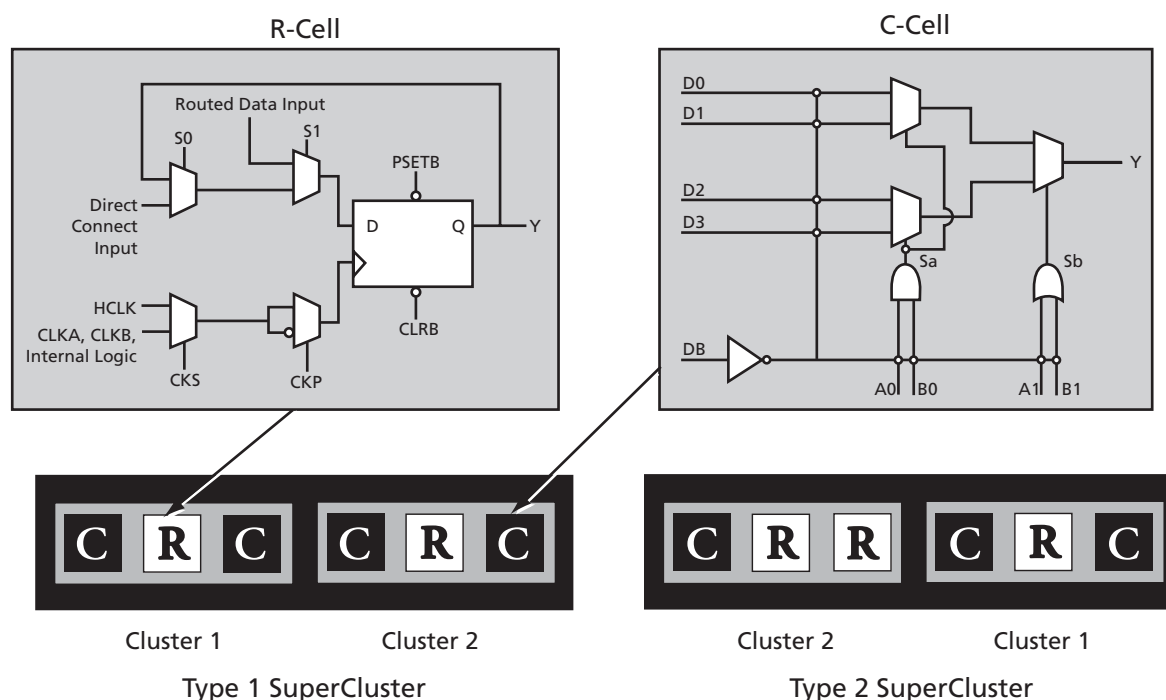 R-Cell
Routed Data Input
S0
S1
PSETB
Direct
Connect
Input
D
Q
Y
HCLK
CLKA, CLKB,
Internal Logic
CKS
CKP
CLRB
C-Cell
D0
D1
D2
D3
Y
Sa
Sb
DB
A0
B0
A1
B1
C R C
C R C
Cluster 1
Cluster 2
Type 1 SuperCluster
C R R
C R C
Cluster 2
Cluster 1
Type 2 SuperCluster